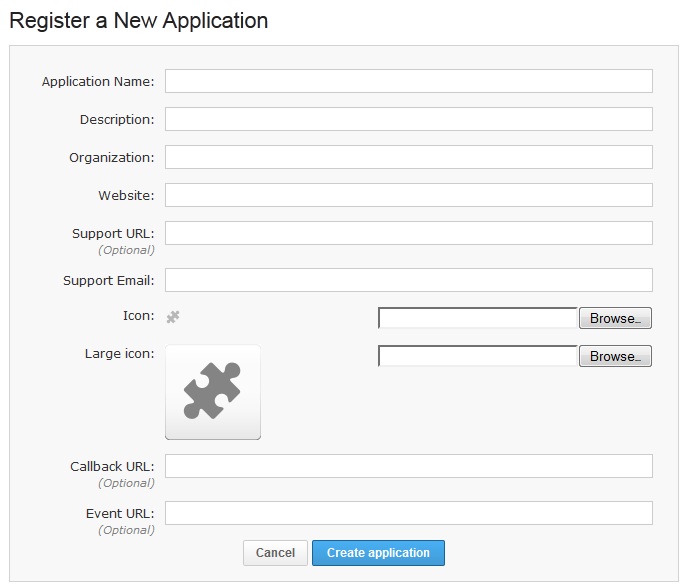 Register a New Application
Application Name:
Description:
Organization:
Website:
Support URL:
(Optional)
Support Email:
Icon:
Browse...
Large icon:
Browse...
Callback URL:
(Optional)
Event URL:
(Optional)
Cancel Create application